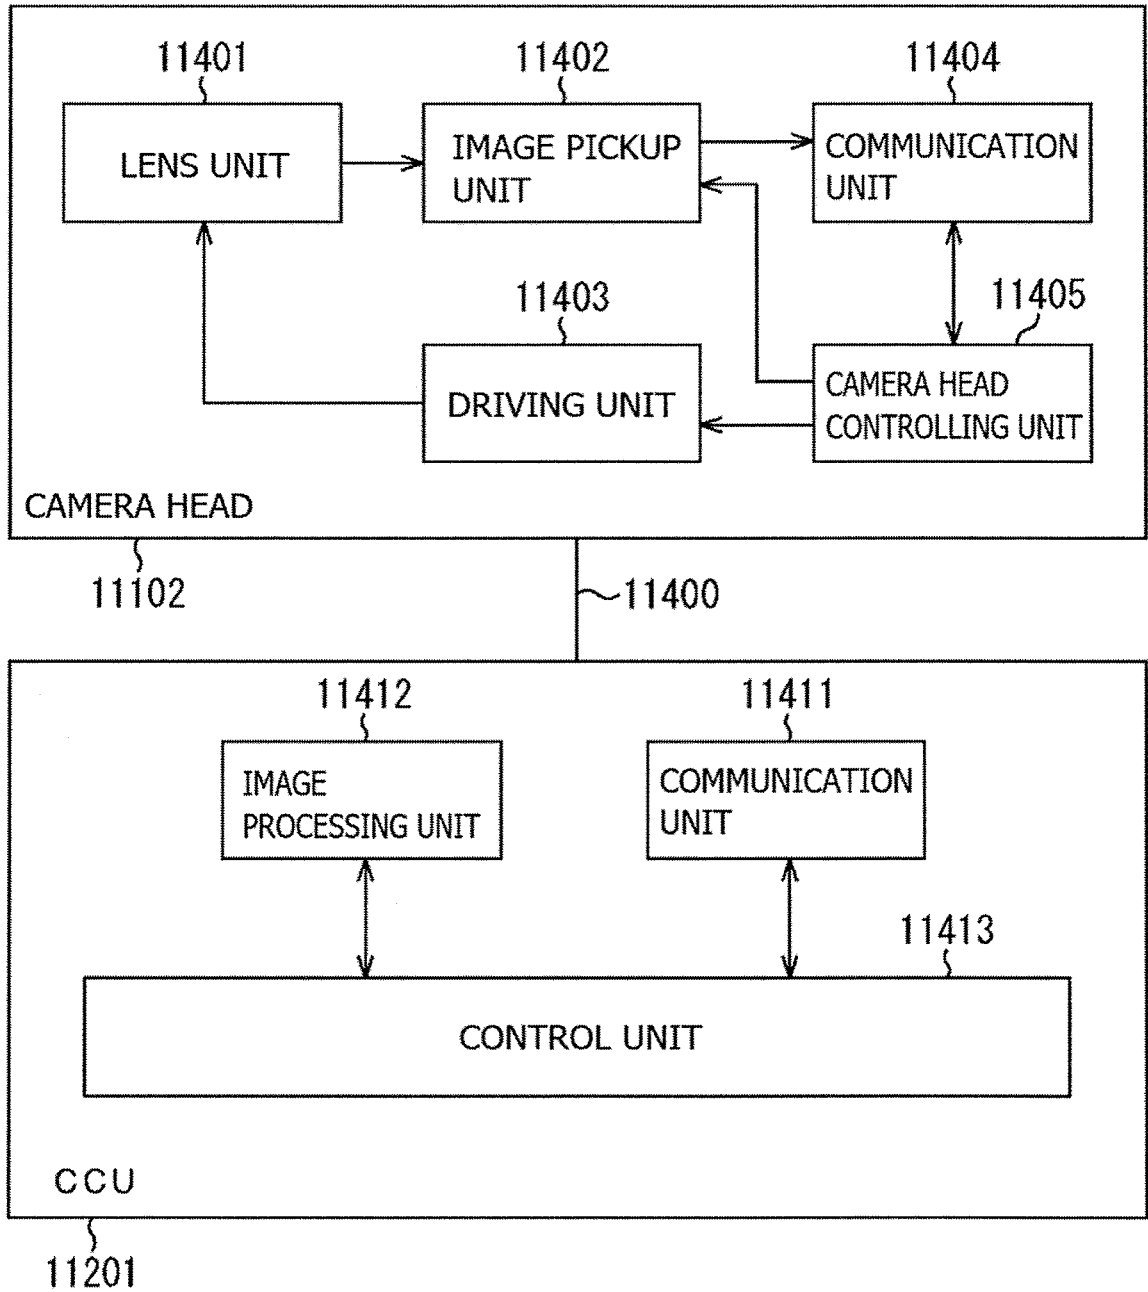 11401
11402
11404
LENS UNIT
IMAGE PICKUP
UNIT
COMMUNICATION
UNIT
11403
11405
DRIVING UNIT
CAMERA HEAD
CONTROLLING UNIT
CAMERA HEAD
11102
11400
11412
11411
IMAGE
PROCESSING UNIT
COMMUNICATION
UNIT
11413
CONTROL UNIT
CCU
11201